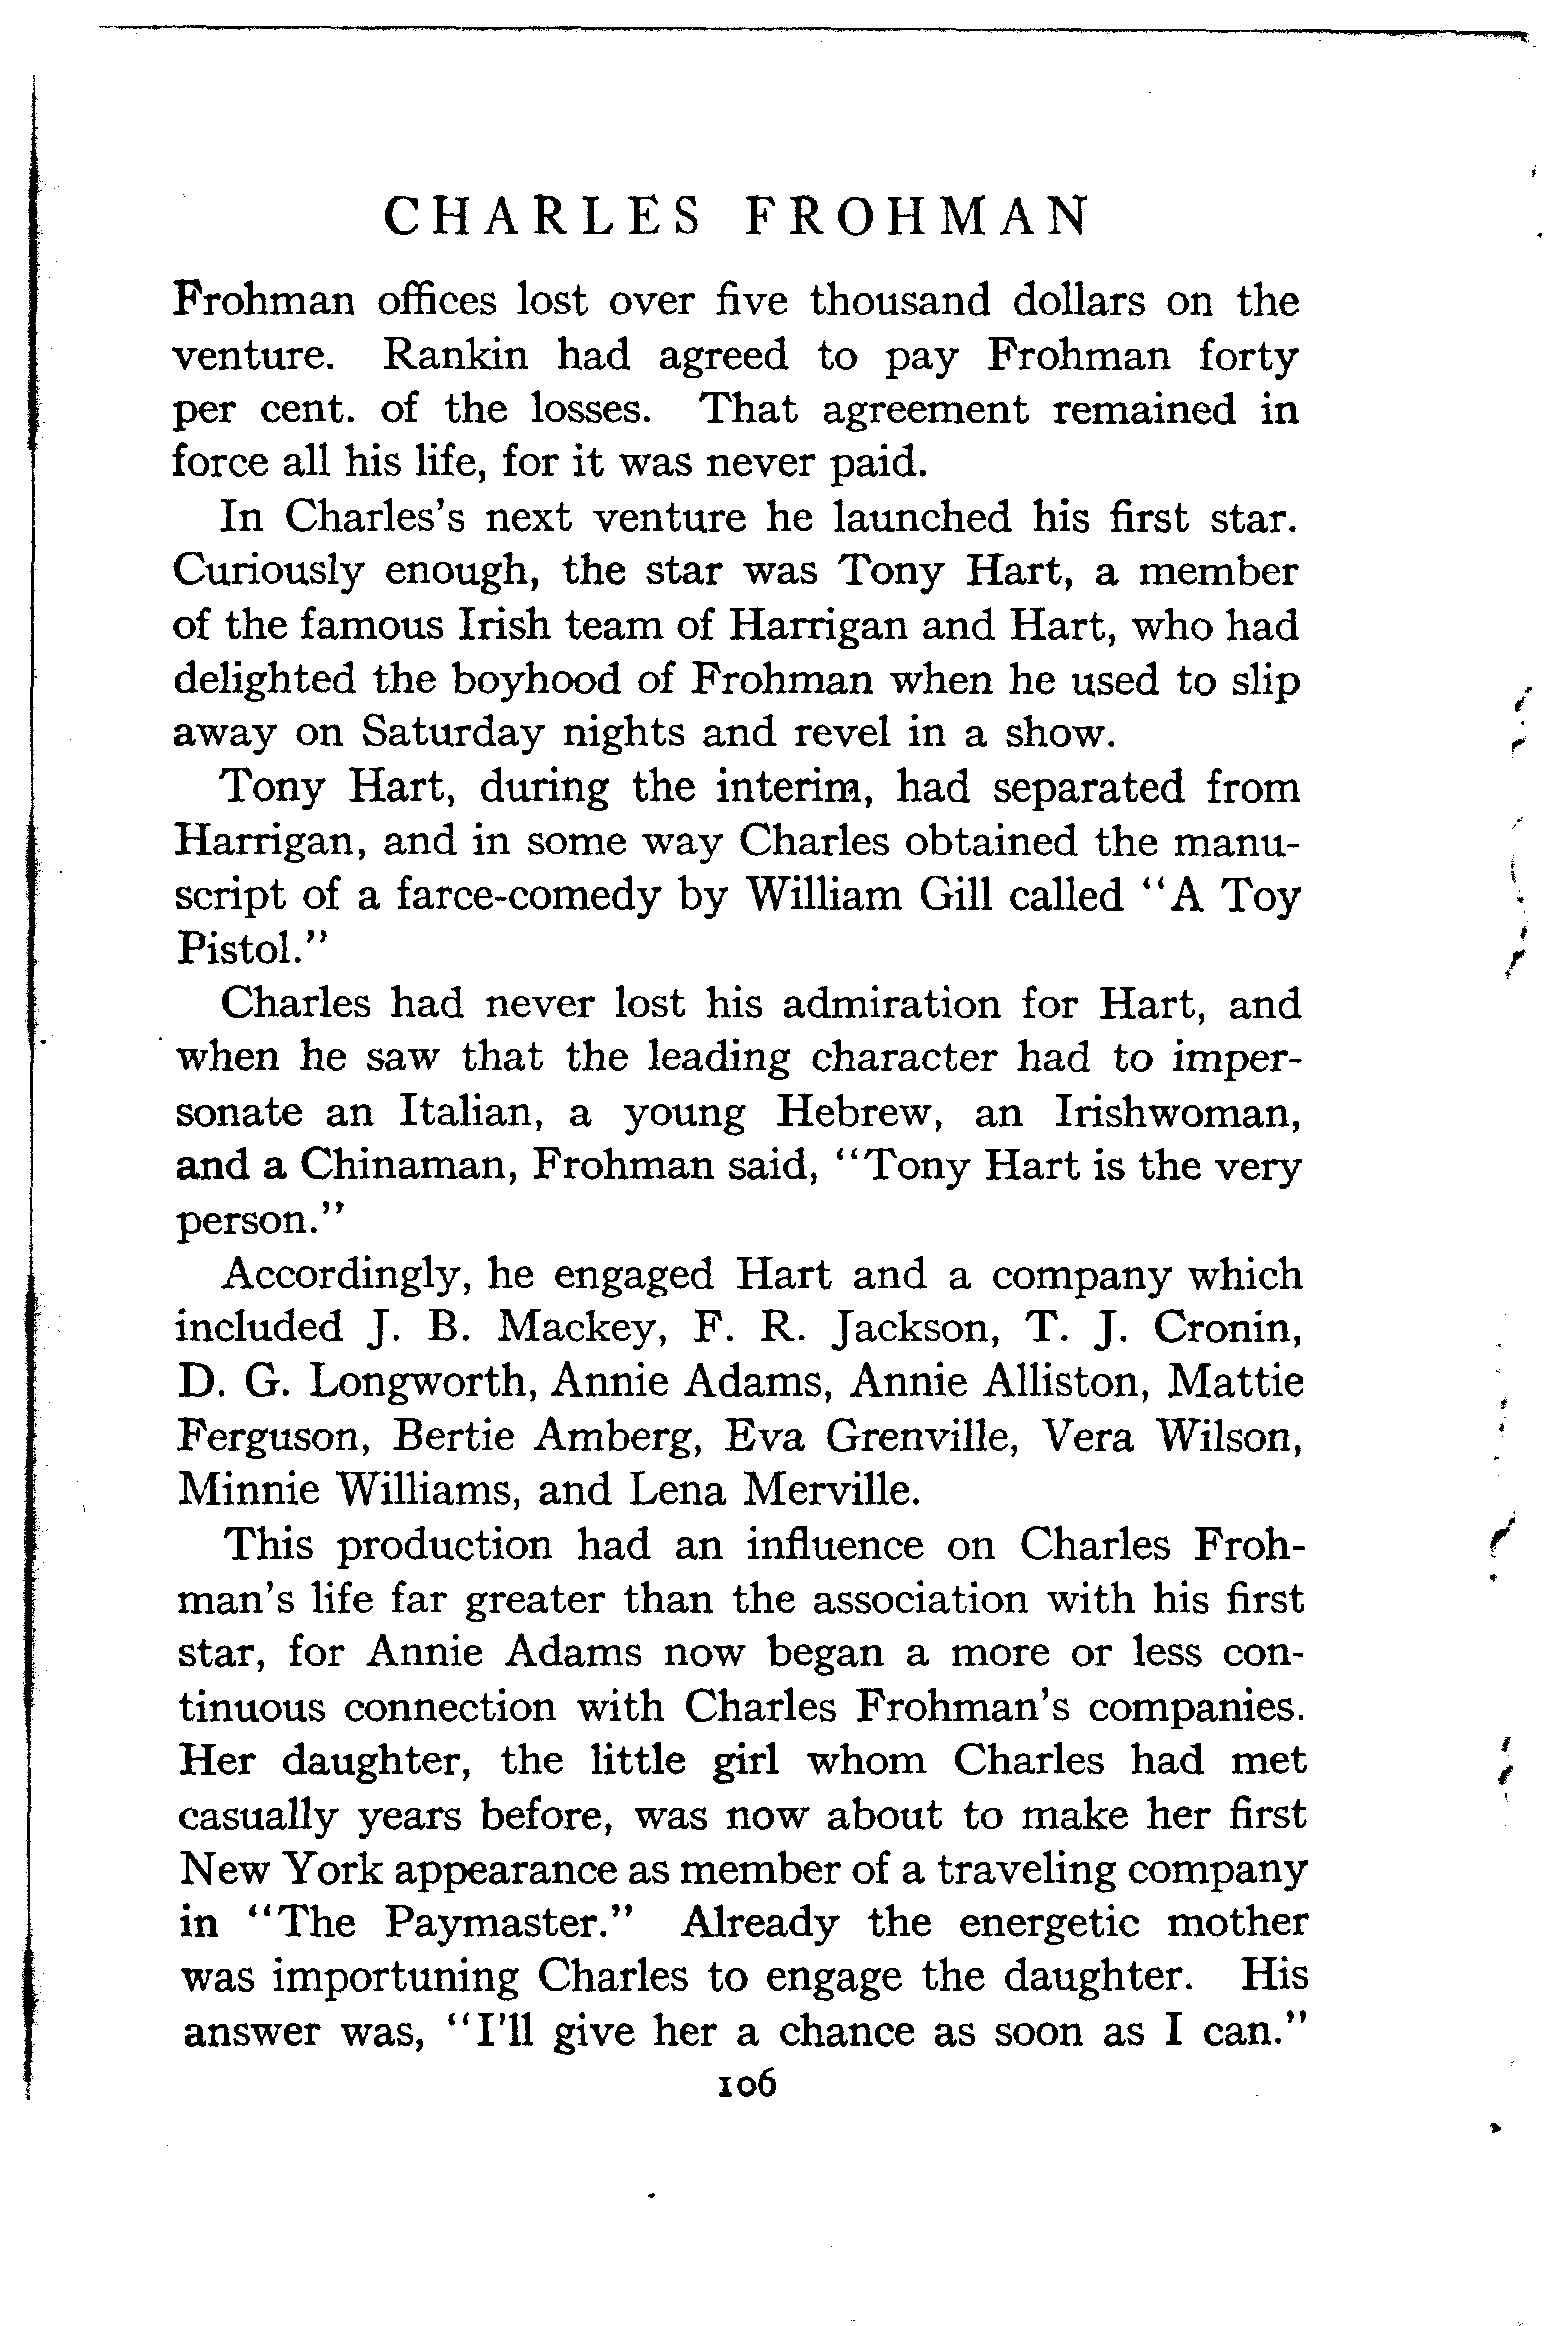 CHARLES FROHMAN
Frohman offices lost over five thousand dollars on the
venture. Rankin had agreed to pay Frohman forty
per cent. of the losses. That agreement remained in
force all his life, for it was never paid.
In Charles's next venture he launched his first star.
Curiously enough, the star was Tony Hart, a member
of the famous Irish team of Harrigan and Hart, who had
delighted the boyhood of Frohman when he used to slip
away on Saturday nights and revel in a show.
Tony Hart, during the interim, had separated from
Harrigan, and in some way Charles obtained the manu-
script of a farce-comedy by William Gill called "A Toy
Pistol."
Charles had never lost his admiration for Hart, and
when he saw that the leading character had to imper-
sonate an Italian, a young Hebrew, an Irishwoman,
and a Chinaman, Frohman said, "Tony Hart is the very
person."
Accordingly, he engaged Hart and a company which
included J. B. Mackey, F. R. Jackson, T. J. Cronin,
D. G. Longworth, Annie Adams, Annie Alliston, Mattie
Ferguson, Bertie Amberg, Eva Grenville, Vera Wilson,
Minnie Williams, and Lena Merville.
This production had an influence on Charles Froh-
man's life far greater than the association with his first
star, for Annie Adams now began a more or less con-
tinuous connection with Charles Frohman's companies.
Her daughter, the little girl whom Charles had met
casually years before, was now about to make her first
New York appearance as member of a traveling company
in "The Paymaster." Already the energetic mother
was importuning Charles to engage the daughter. His
answer was, "I'll give her a chance as soon as I can."
106